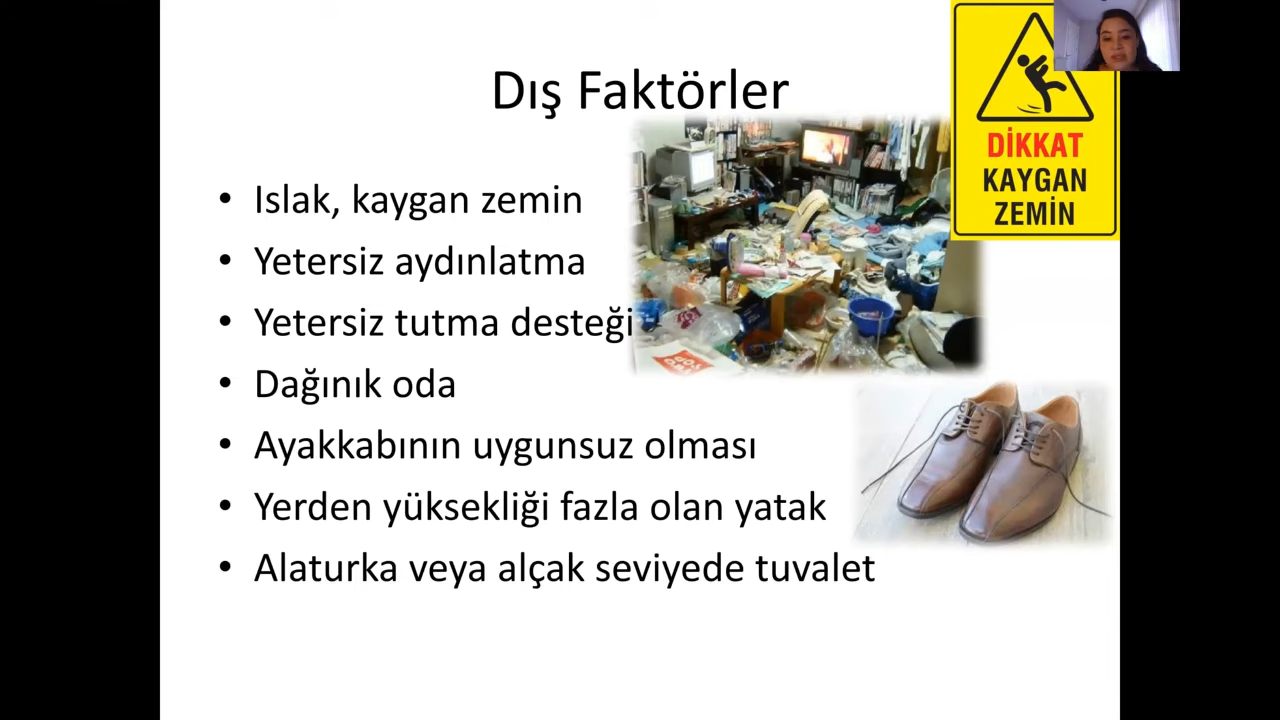 Dış Faktörler
DİKKAT
KAYGAN
ZEMİN
• Islak, kaygan zemin
• Yetersiz aydınlatma
• Yetersiz tutma desteği
• Dağınık oda
• Ayakkabının uygunsuz olması
• Yerden yüksekliği fazla olan yatak
• Alaturka veya alçak seviyede tuvalet